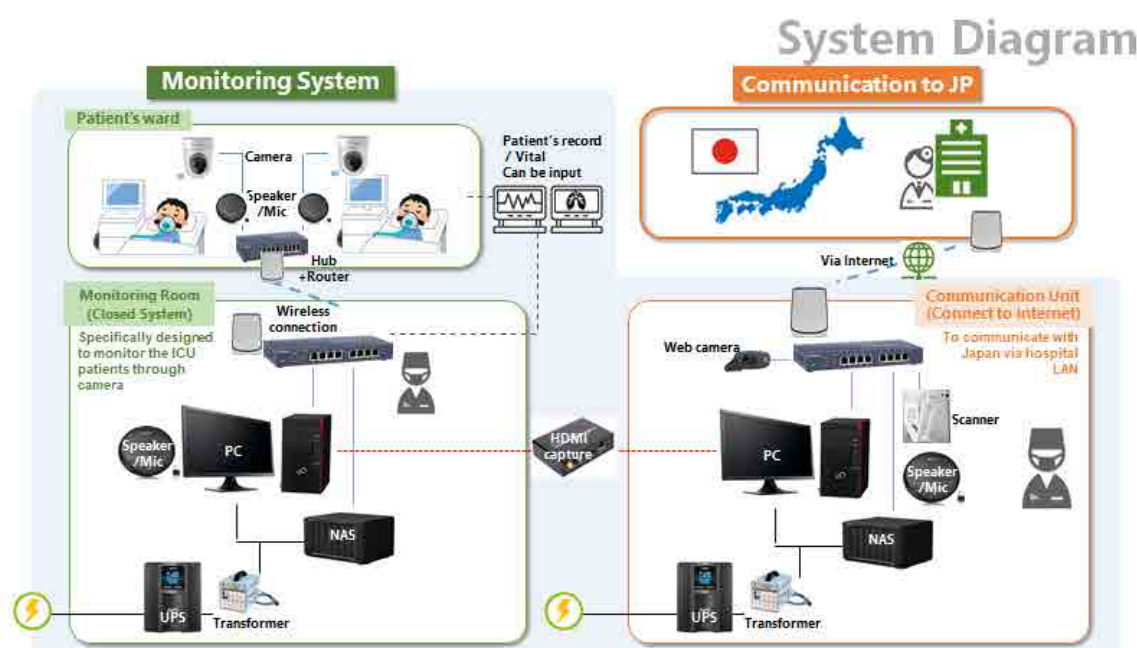 System Diagram
Monitoring System
Communication to JP
Patient's ward
Camera
Speaker
/Mic
Hub
+Router
Patient's record
/ Vital
Can be input
Via Internet
Monitoring Room
(Closed System)
Specifically designed
to monitor the ICU
patients through
camera
Wireless
connection
Speaker
/Mic
PC
NAS
UPS
Transformer
HDMI
capture
Communication Unit
(Connect to Internet)
To communicate with
Japan via hospital
LAN
Web camera
Scanner
PC
Speaker
/Mic
NAS
UPS
Transformer